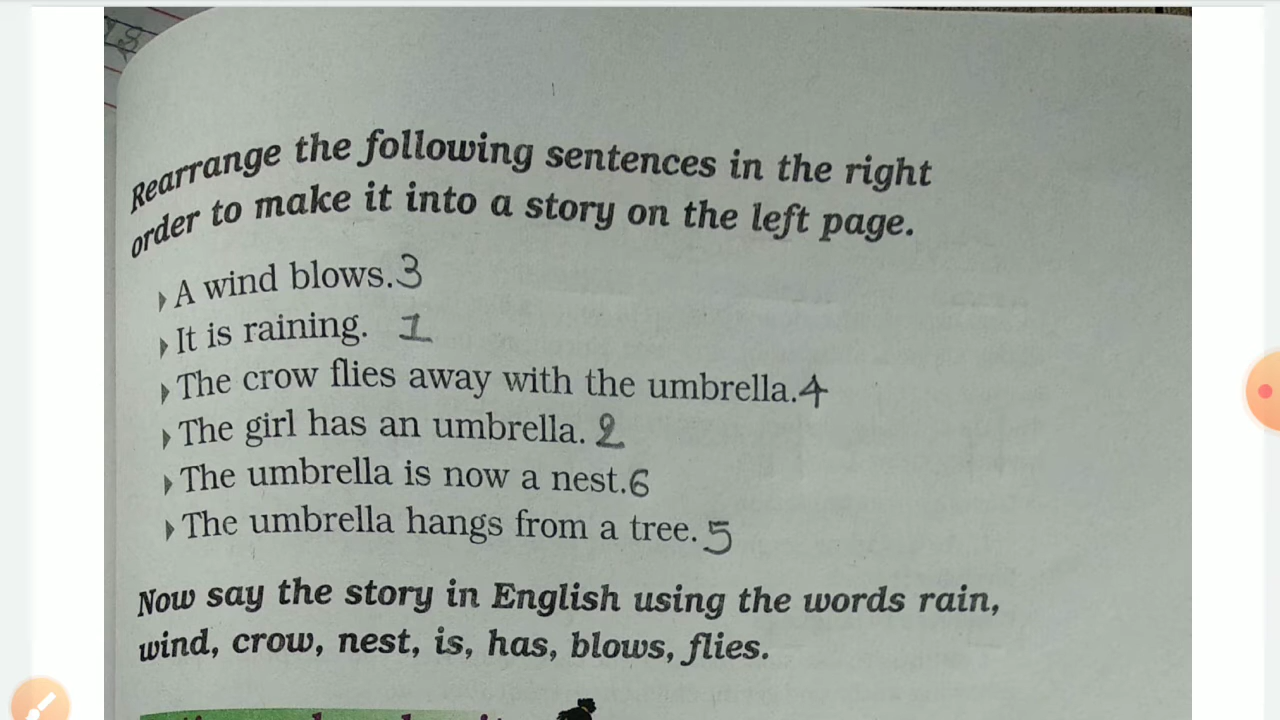 Rearrange the following sentences in the right
order to make it into a story on the left page.
A wind blows. 3
It is raining. 1
The crow flies away with the umbrella. 4
The girl has an umbrella. 2
The umbrella is now a nest. 6
The umbrella hangs from a tree. 5
Now say the story in English using the words rain,
wind, crow, nest, is, has, blows, flies.